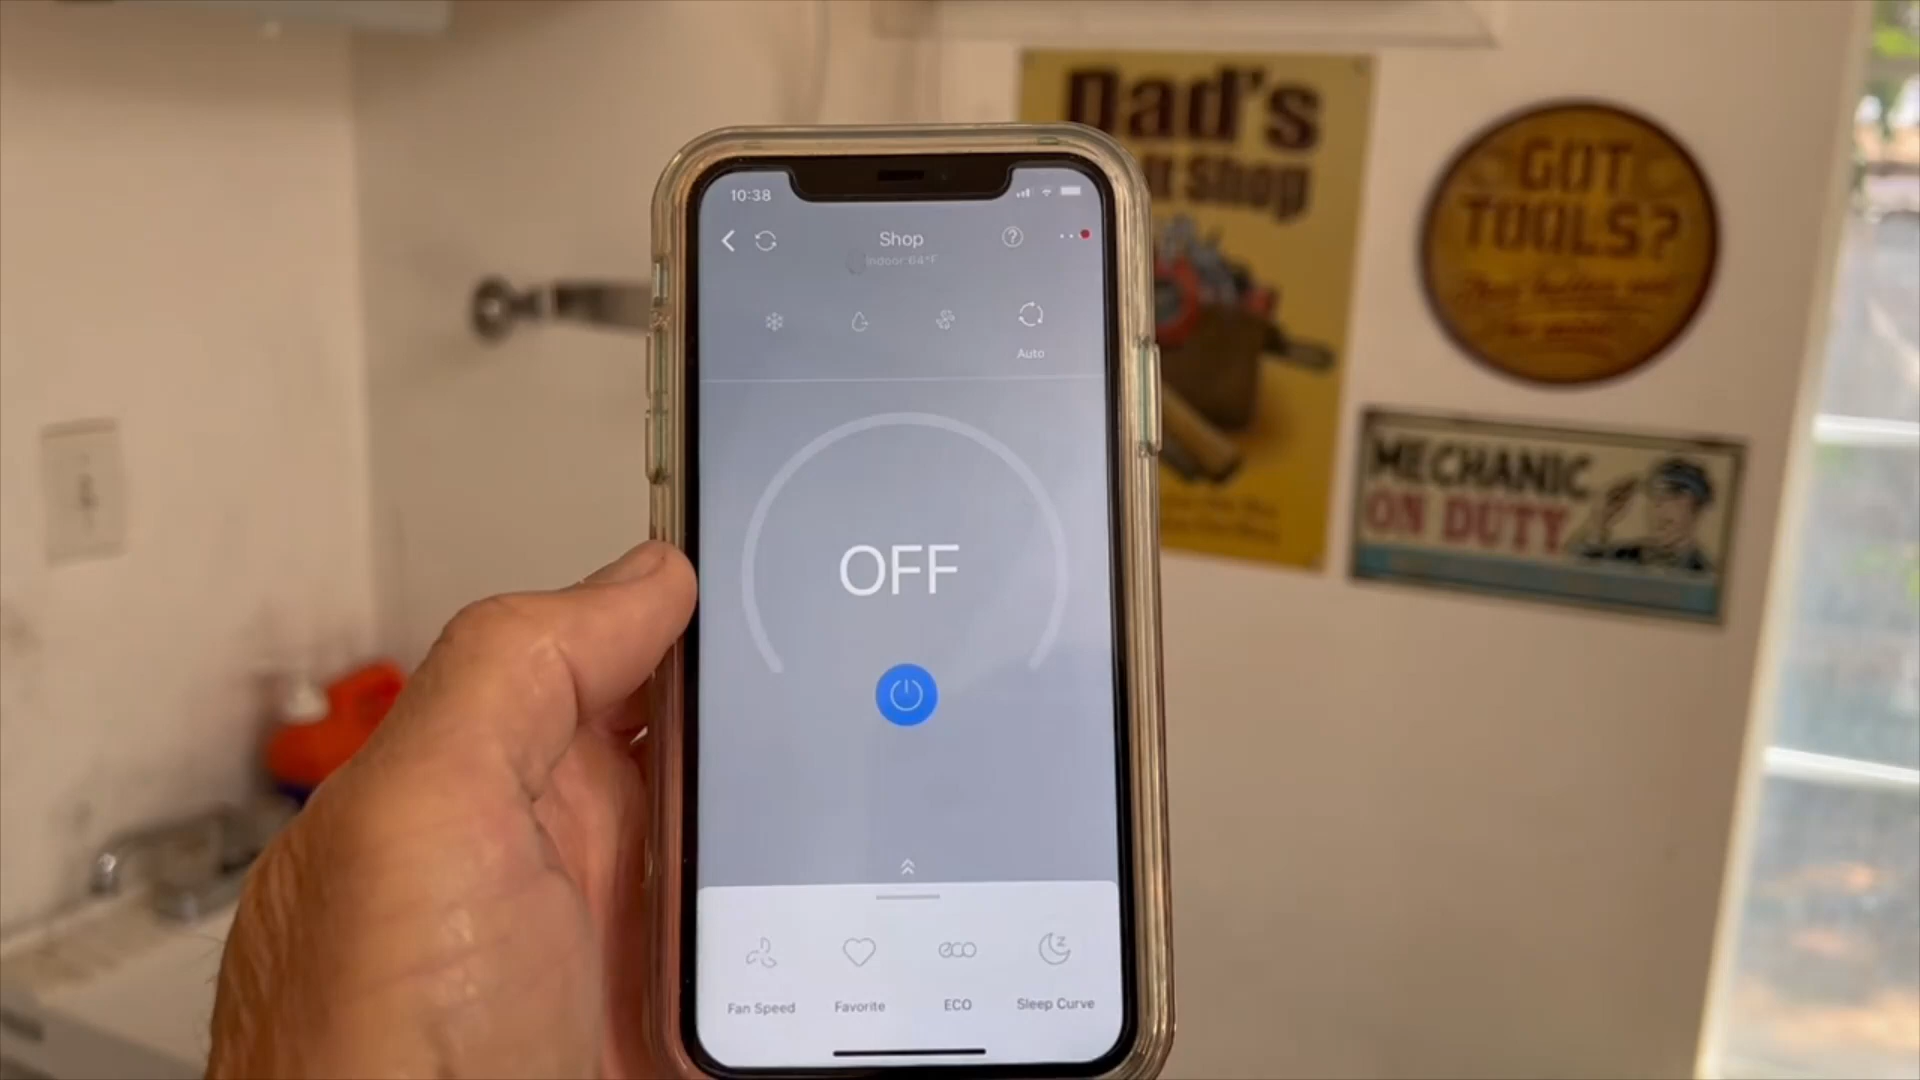 10:38
Shop
Indoor:64°F
Auto
OFF
Fan Speed
Favorite
eco
ECO
Sleep Curve
Dad's
it Shop
GOT
TOOLS?
MECHANIC
ON DUTY